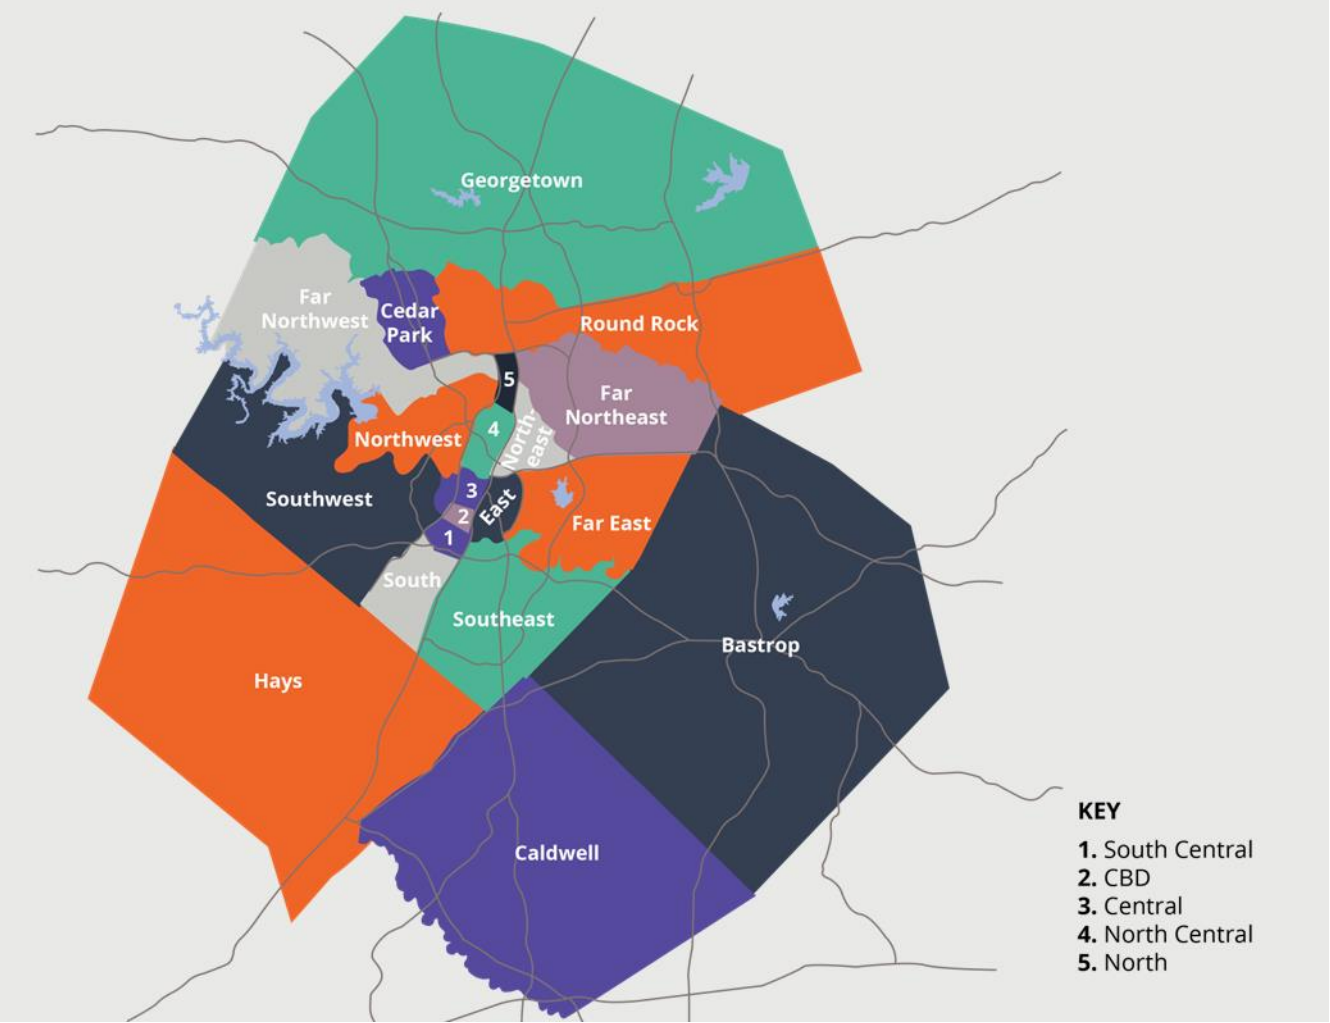 Georgetown
Far
Northwest
Cedar
Park
Round Rock
5
Far
Northeast
4
North-
east
Northwest
Southwest
3
East
2
Far East
1
South
Southeast
Bastrop
Hays
Caldwell
KEY
1. South Central
2. CBD
3. Central
4. North Central
5. North